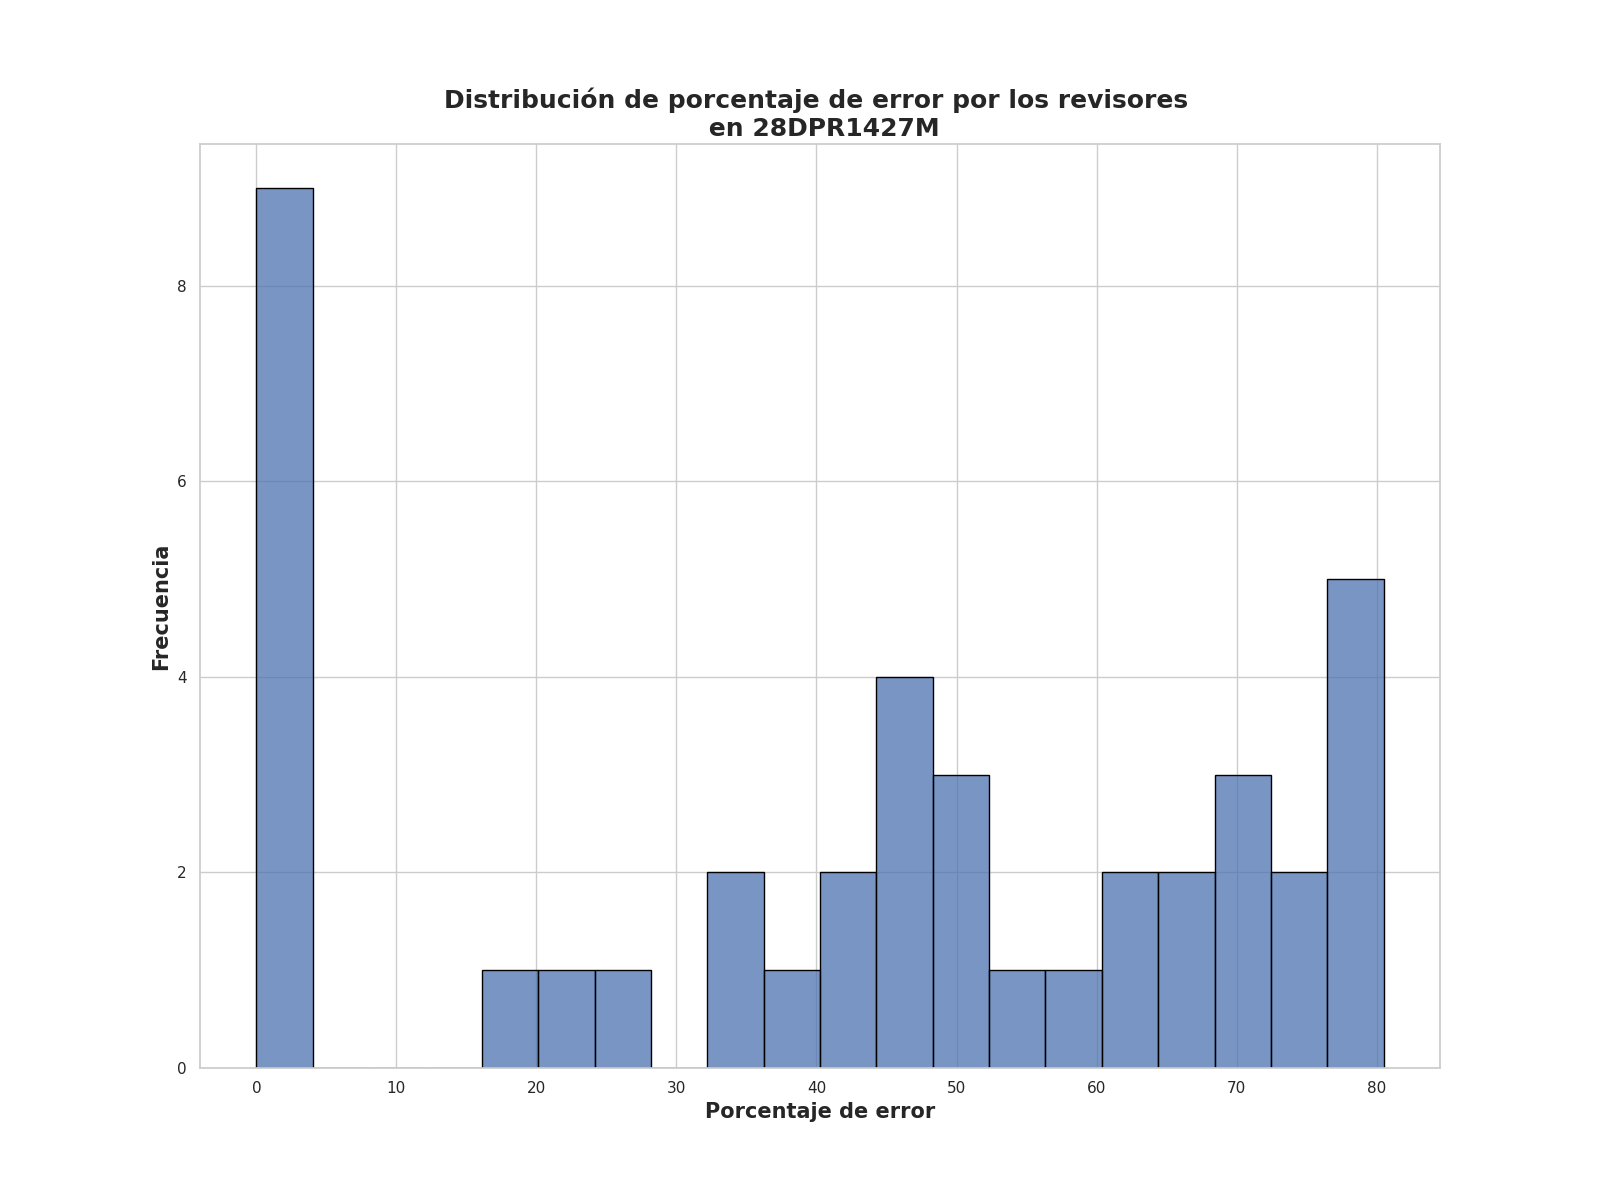 Distribución de porcentaje de error por los revisores
en 28DPR1427M
Frecuencia
8
6
4
2
0
0 10 20 30 40 50 60 70 80
Porcentaje de error